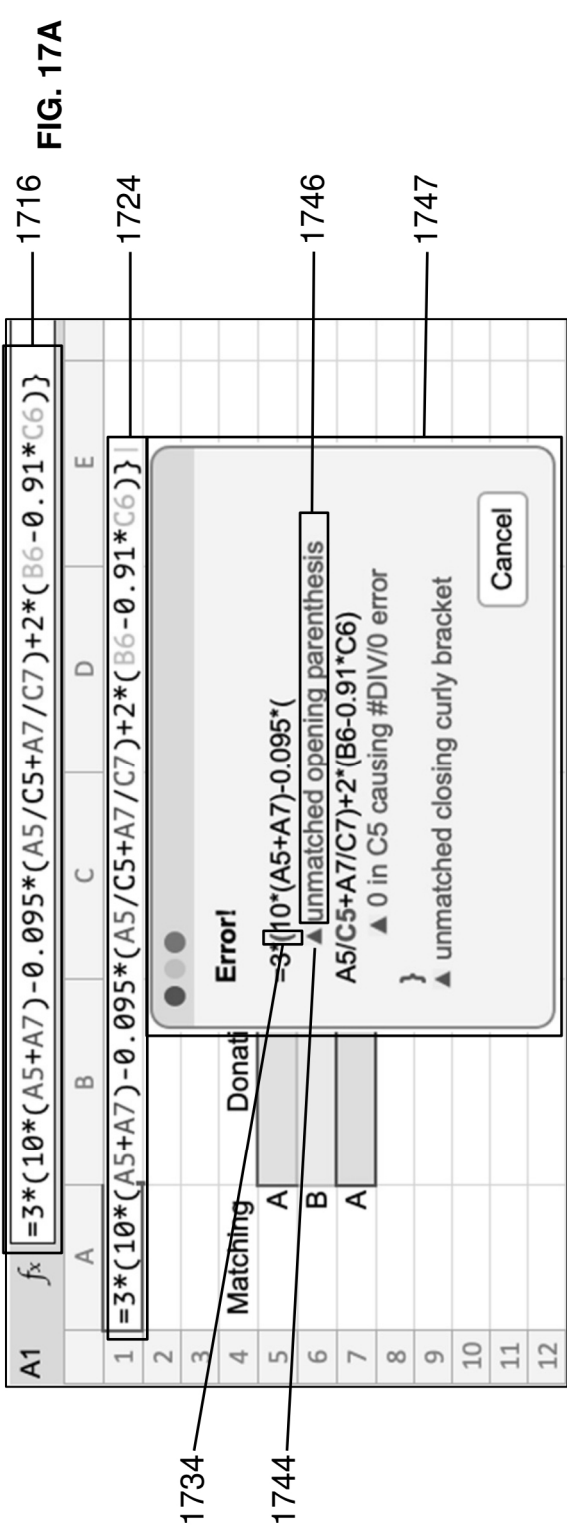 FIG. 17A
1716
1724
1746
1747
1734
1744
A1 fx =3*(10*(A5+A7)-0.095*(A5/C5+A7/C7)+2*(B6-0.91*C6)}
A B C D E
1 =3*(10*(A5+A7)-0.095*(A5/C5+A7/C7)+2*(B6-0.91*C6)}
2
3
4 Matching Donati
5 A
6 B
7 A
8
9
10
11
12
Error!
=3*(10*(A5+A7)-0.095*(
▲ unmatched opening parenthesis
A5/C5+A7/C7)+2*(B6-0.91*C6)
▲ 0 in C5 causing #DIV/0 error
}
▲ unmatched closing curly bracket
Cancel